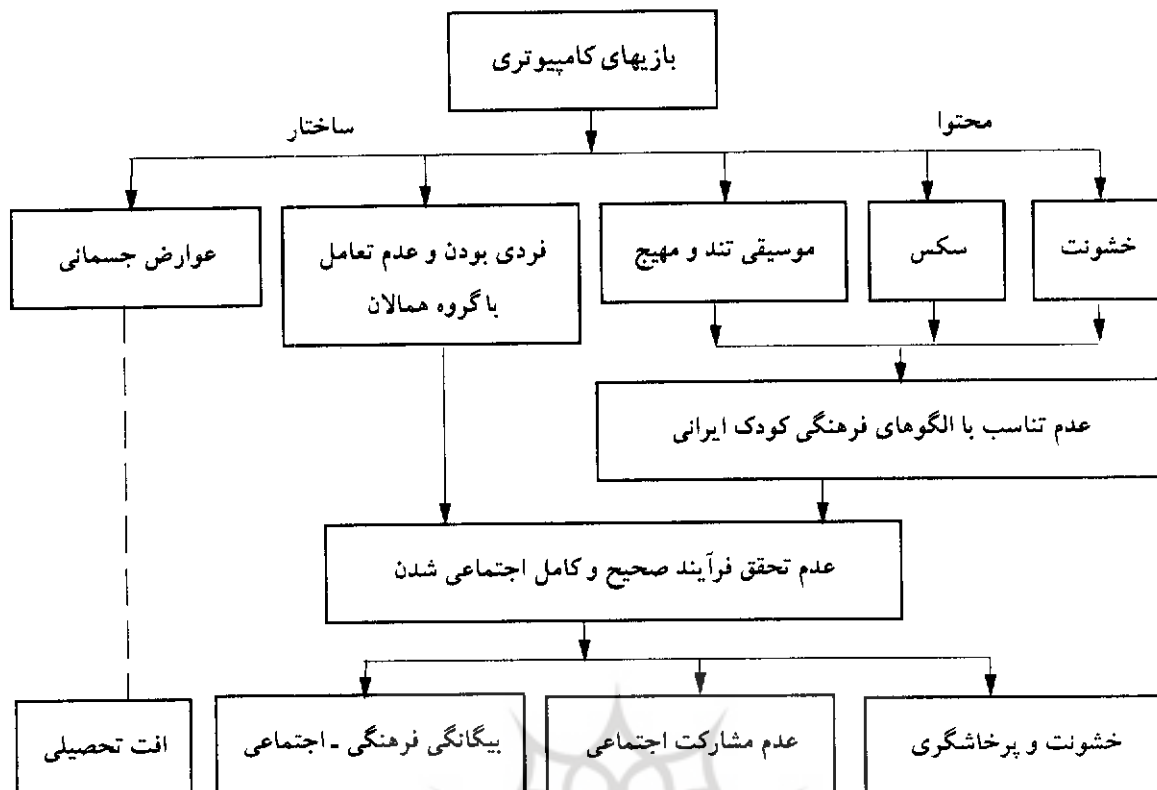 بازیهای کامپیوتری
محتوا
ساختار
خشونت
سکس
موسیقی تند و مهیج
فردی بودن و عدم تعامل
با گروه همالان
عوارض جسمانی
عدم تناسب با الگوهای فرهنگی کودک ایرانی
عدم تحقق فرآیند صحیح و کامل اجتماعی شدن
خشونت و پرخاشگری
عدم مشارکت اجتماعی
بیگانگی فرهنگی ـ اجتماعی
افت تحصیلی